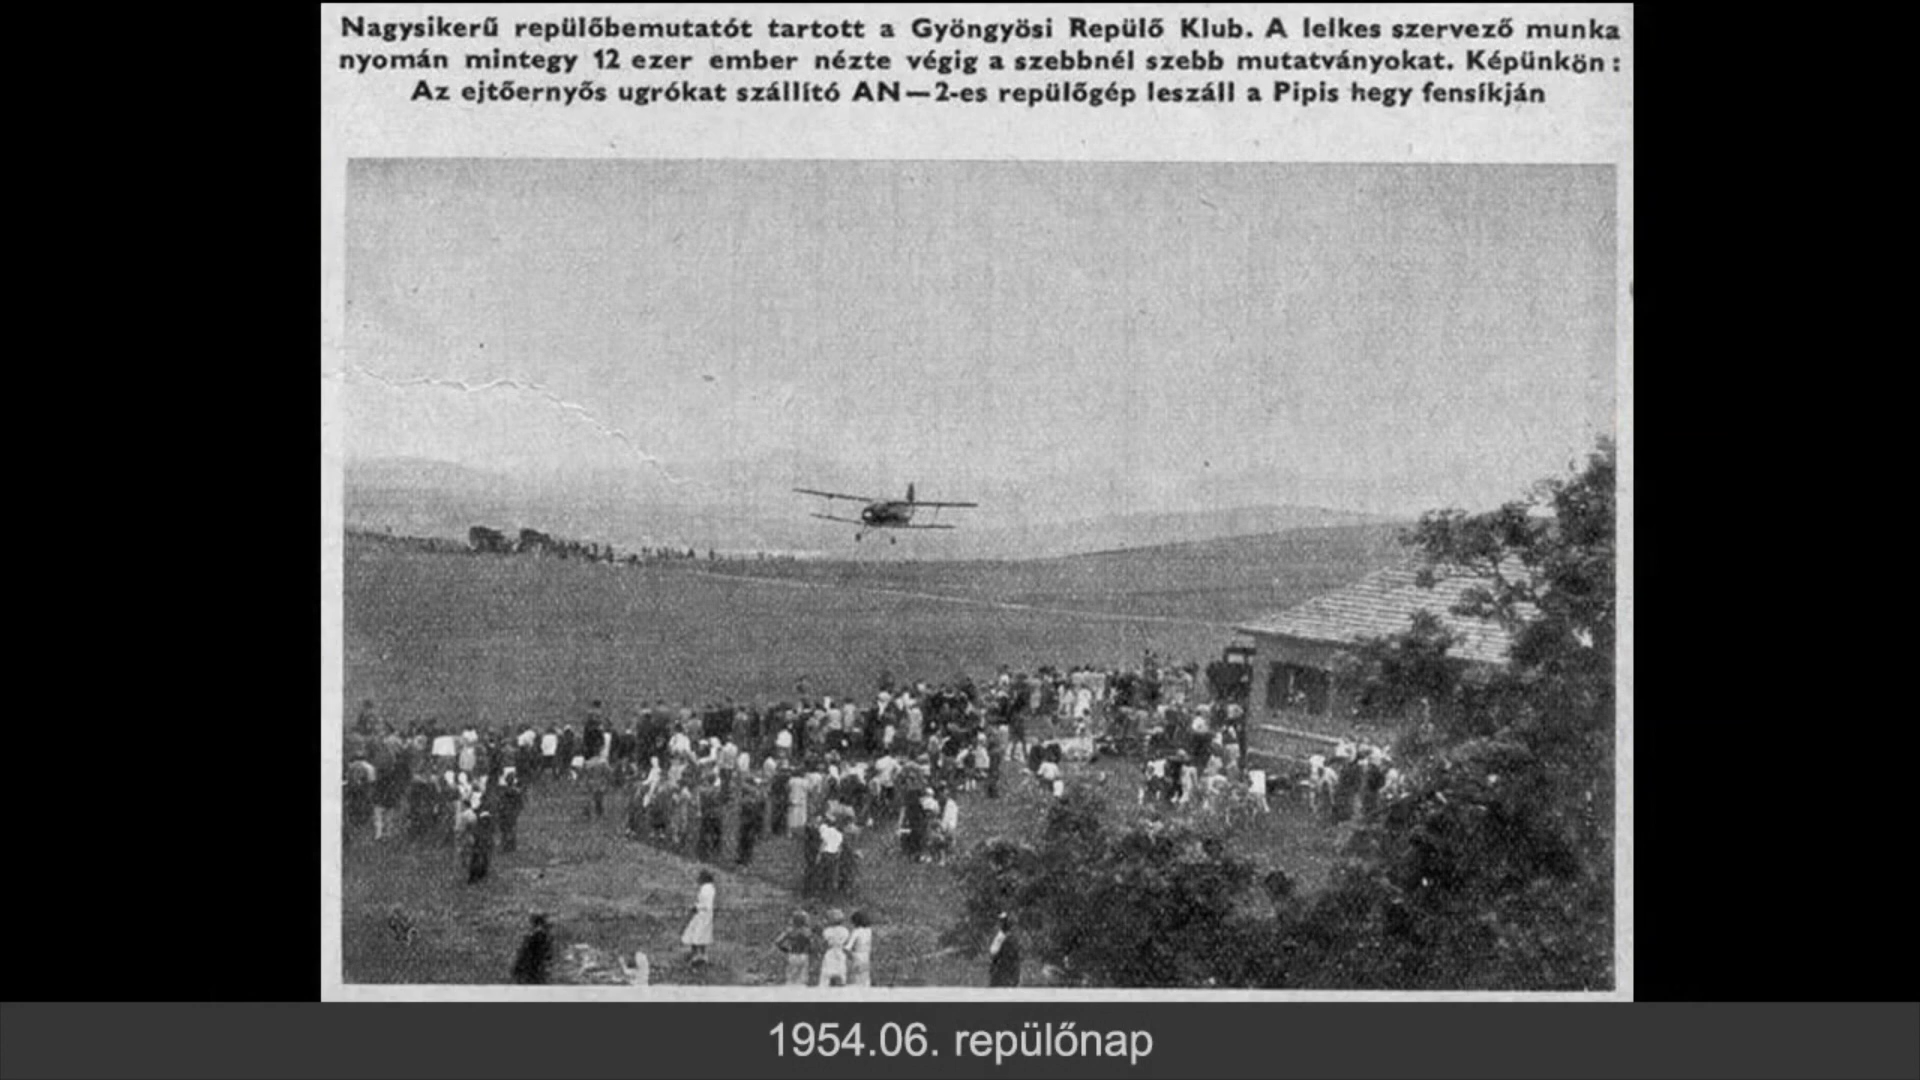 Nagysikerű repülőbemutatót tartott a Gyöngyösi Repülő Klub. A lelkes szervező munka
nyomán mintegy 12 ezer ember nézte végig a szebbnél szebb mutatványokat. Képünkön :
Az ejtőernyős ugrókat szállító AN—2-es repülőgép leszáll a Pipis hegy fensíkján
1954.06. repülőnap